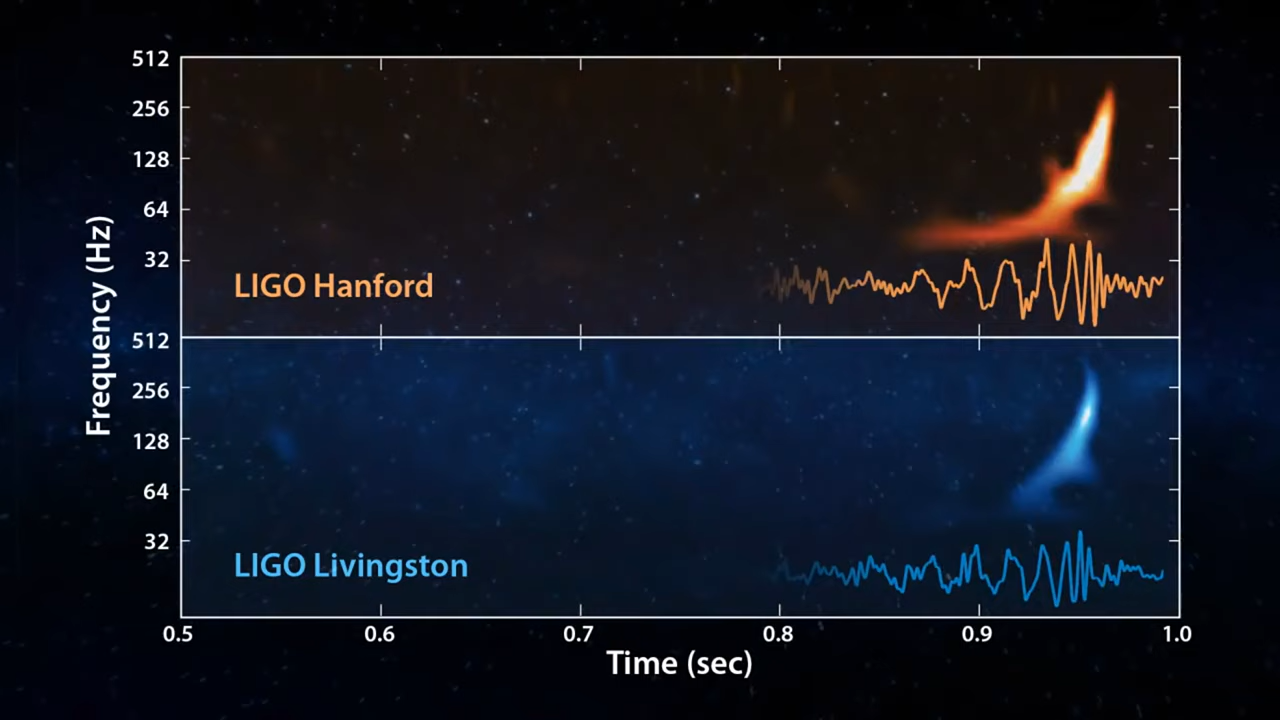 512
256
128
64
32
LIGO Hanford
512
256
128
64
32
LIGO Livingston
Frequency (Hz)
0.5 0.6 0.7 0.8 0.9 1.0
Time (sec)